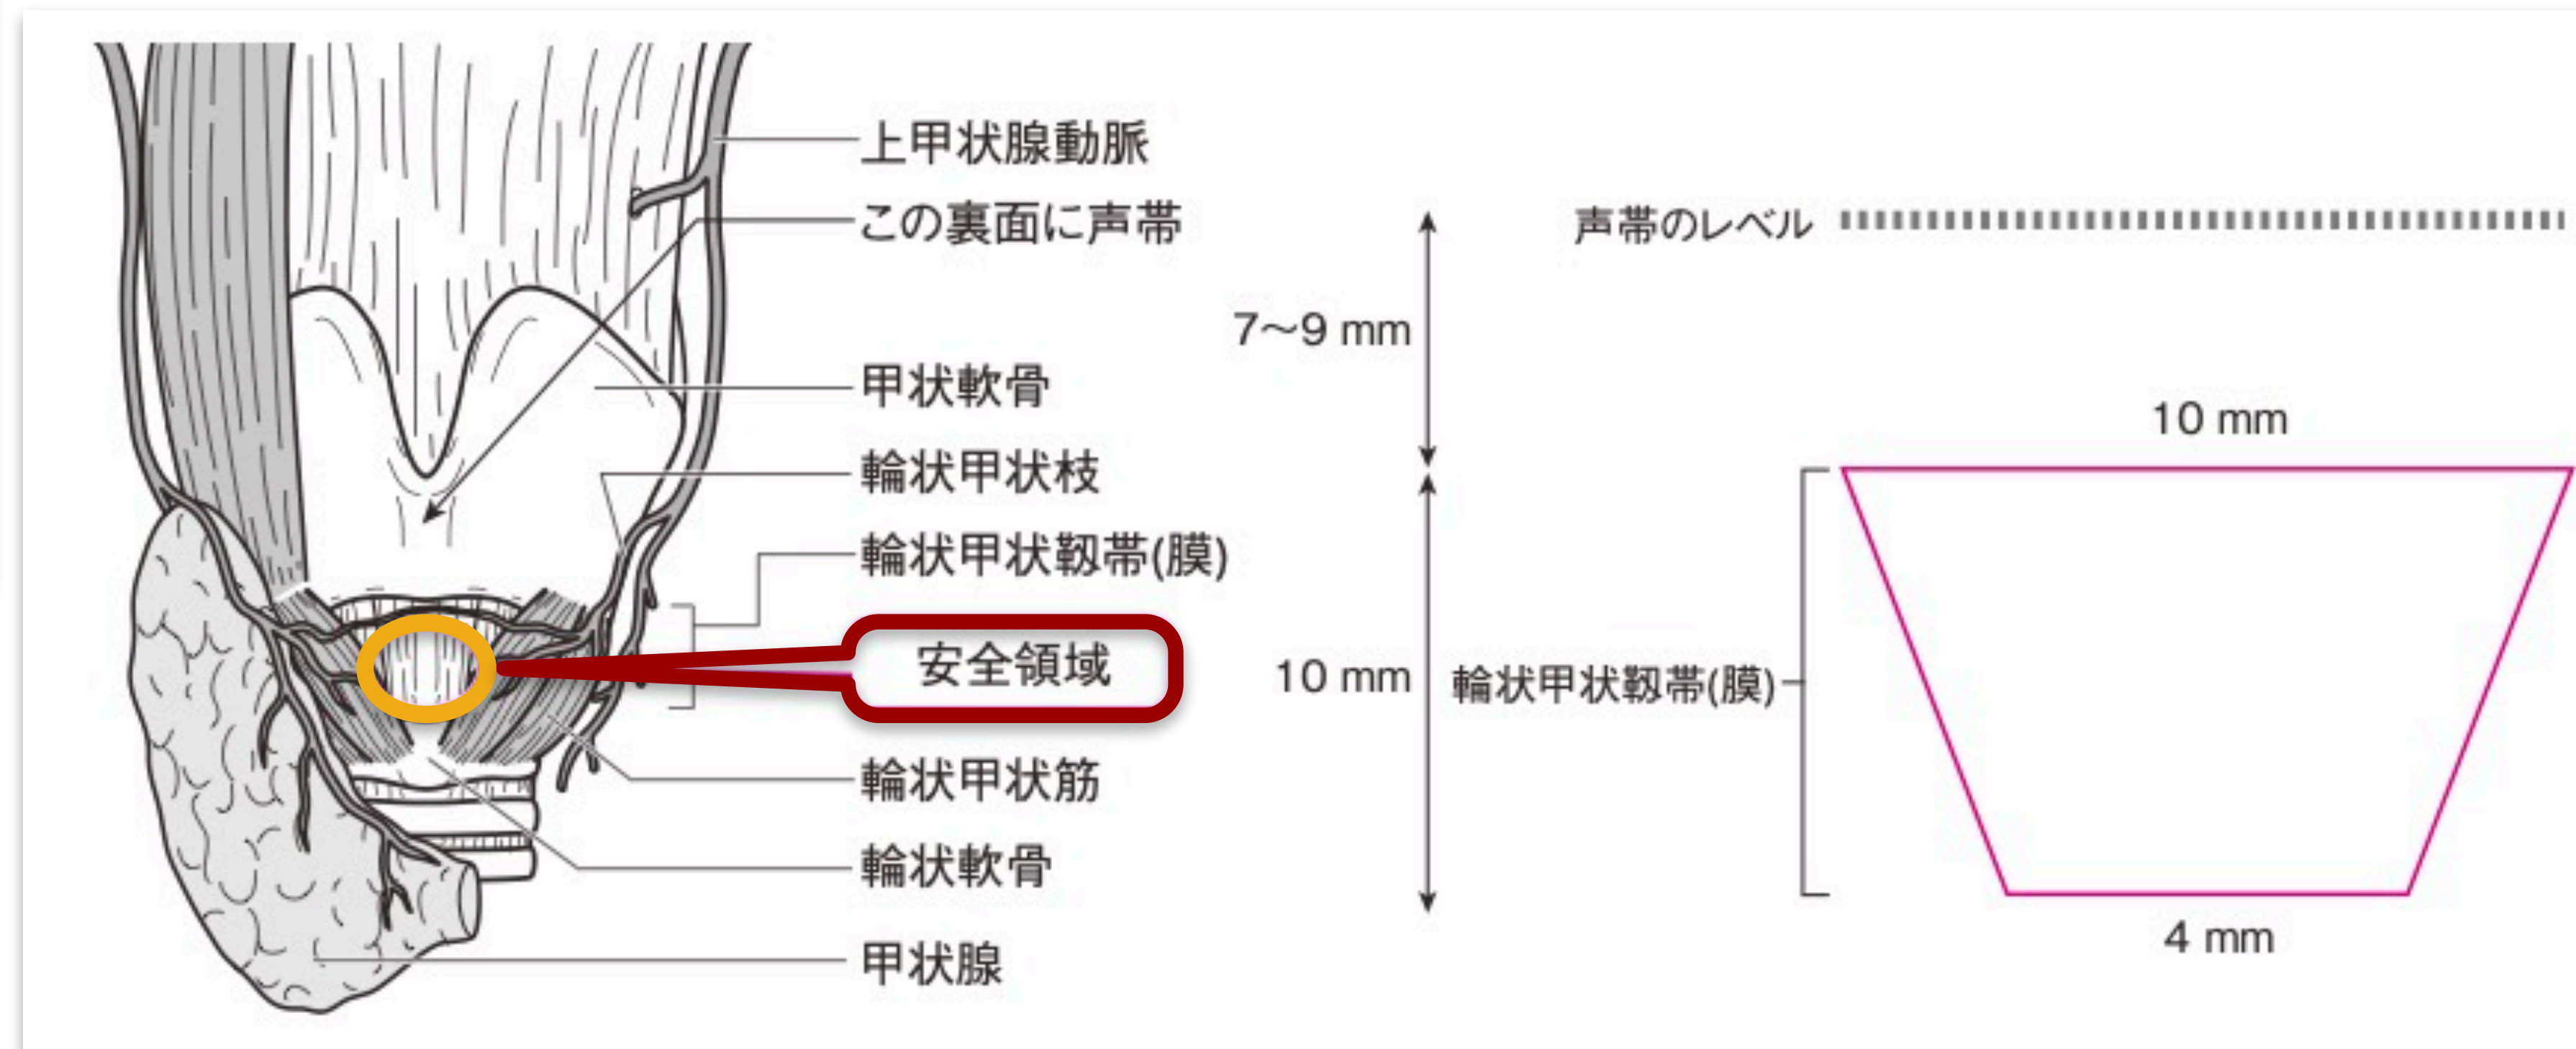 上甲状腺動脈
この裏面に声帯
甲状軟骨
輪状甲状枝
輪状甲状靱帯(膜)
安全領域
輪状甲状筋
輪状軟骨
甲状腺
声帯のレベル
7〜9 mm
10 mm
10 mm
輪状甲状靱帯(膜)
4 mm